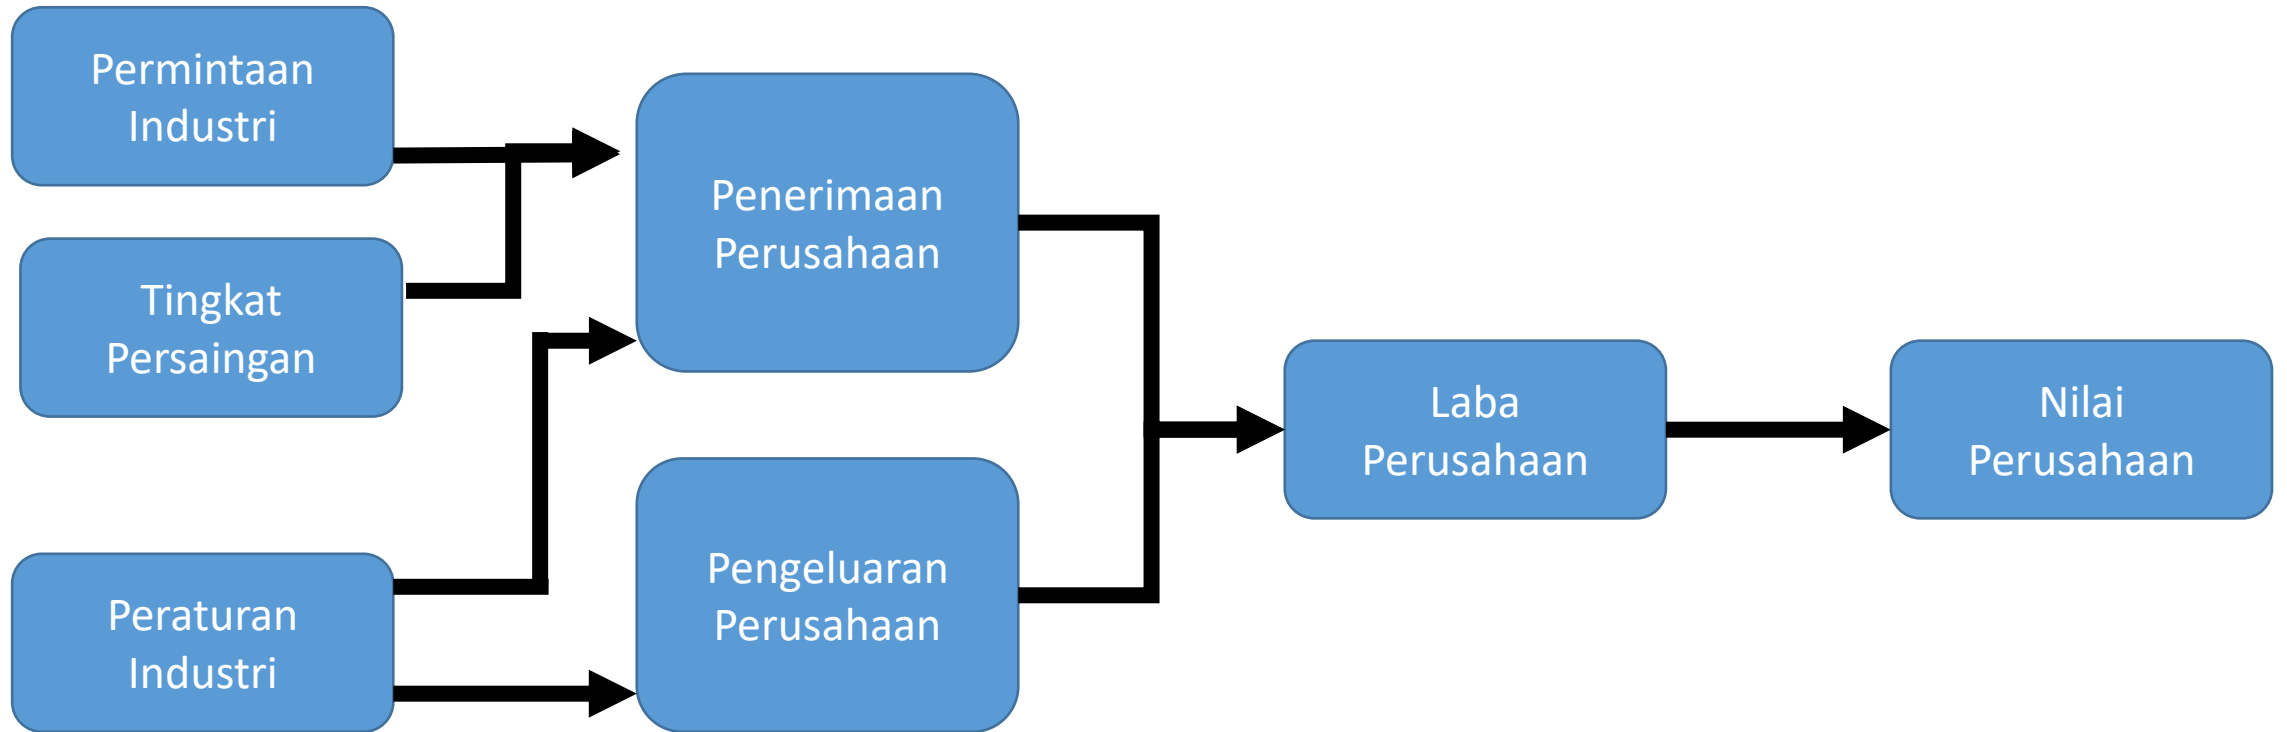 Permintaan
Industri
Tingkat
Persaingan
Peraturan
Industri
Penerimaan
Perusahaan
Pengeluaran
Perusahaan
Laba
Perusahaan
Nilai
Perusahaan